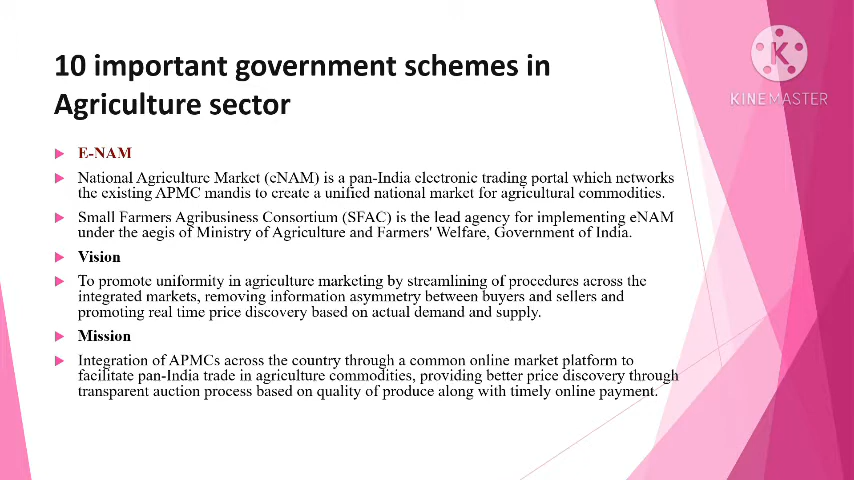 K
KINEMASTER
10 important government schemes in
Agriculture sector
E-NAM
National Agriculture Market (eNAM) is a pan-India electronic trading portal which networks
the existing APMC mandis to create a unified national market for agricultural commodities.
Small Farmers Agribusiness Consortium (SFAC) is the lead agency for implementing eNAM
under the aegis of Ministry of Agriculture and Farmers' Welfare, Government of India.
Vision
To promote uniformity in agriculture marketing by streamlining of procedures across the
integrated markets, removing information asymmetry between buyers and sellers and
promoting real time price discovery based on actual demand and supply.
Mission
Integration of APMCs across the country through a common online market platform to
facilitate pan-India trade in agriculture commodities, providing better price discovery through
transparent auction process based on quality of produce along with timely online payment.